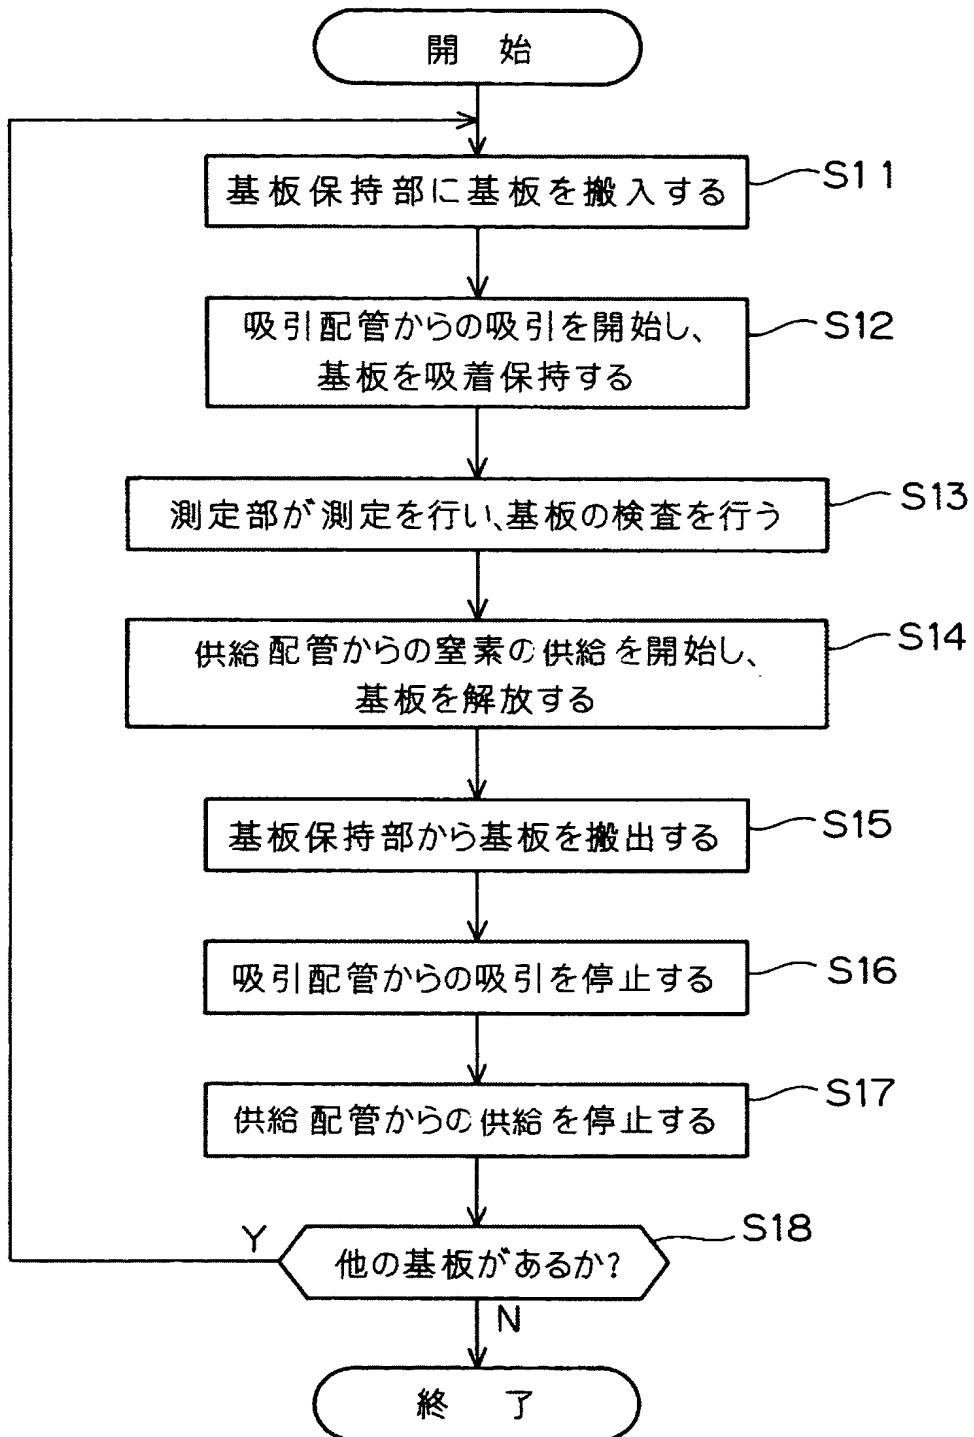 開 始
基板保持部に基板を搬入する
S11
吸引配管からの吸引を開始し、
基板を吸着保持する
S12
測定部が測定を行い、基板の検査を行う
S13
供給配管からの窒素の供給を開始し、
基板を解放する
S14
基板保持部から基板を搬出する
S15
吸引配管からの吸引を停止する
S16
供給配管からの供給を停止する
S17
他の基板があるか?
S18
Y
N
終 了